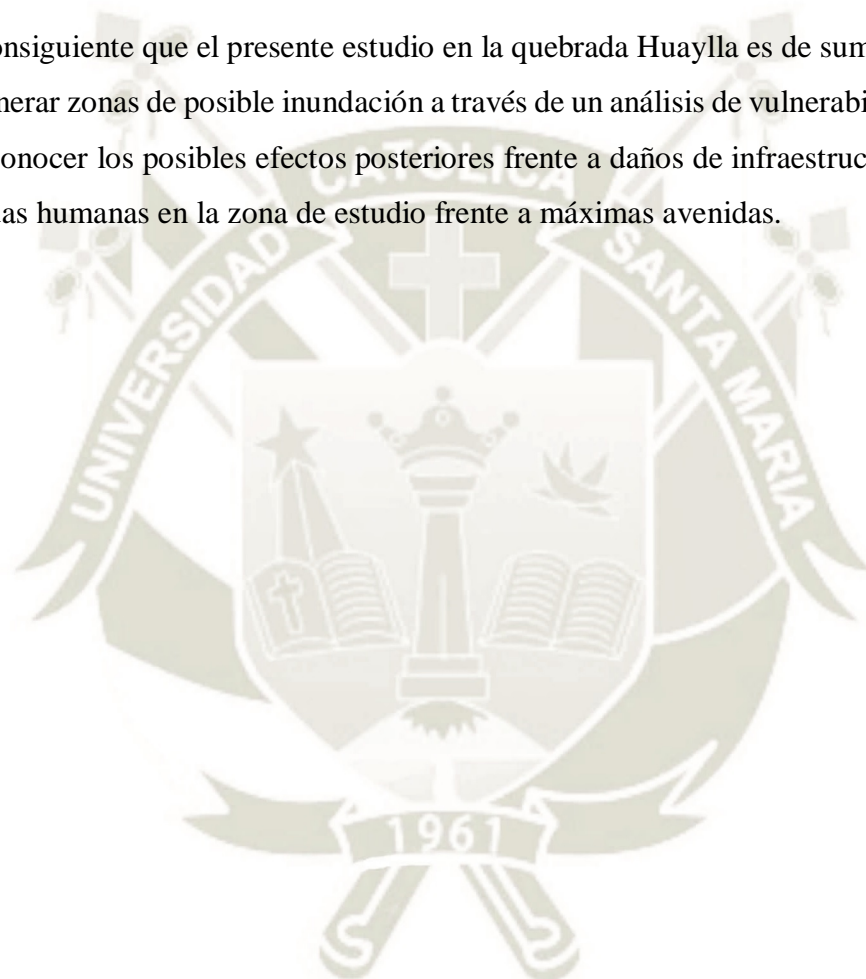 onsiguiente que el presente estudio en la quebrada Huaylla es de sum
nerar zonas de posible inundación a través de un análisis de vulnerabi
onocer los posibles efectos posteriores frente a daños de infraestruc
as humanas en la zona de estudio frente a máximas avenidas.
UNIVERSIDAD CATOLICA SANTA MARIA
1961